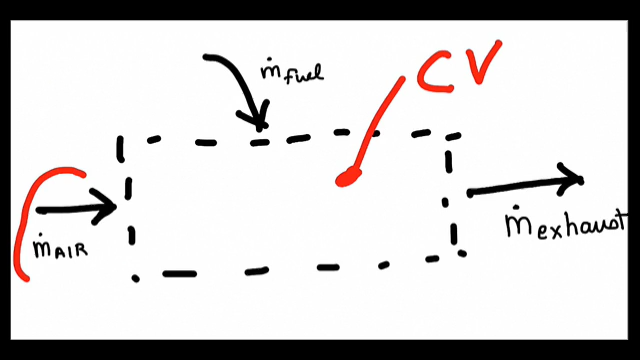 CV
ṁfuel
ṁAIR
ṁexhaust